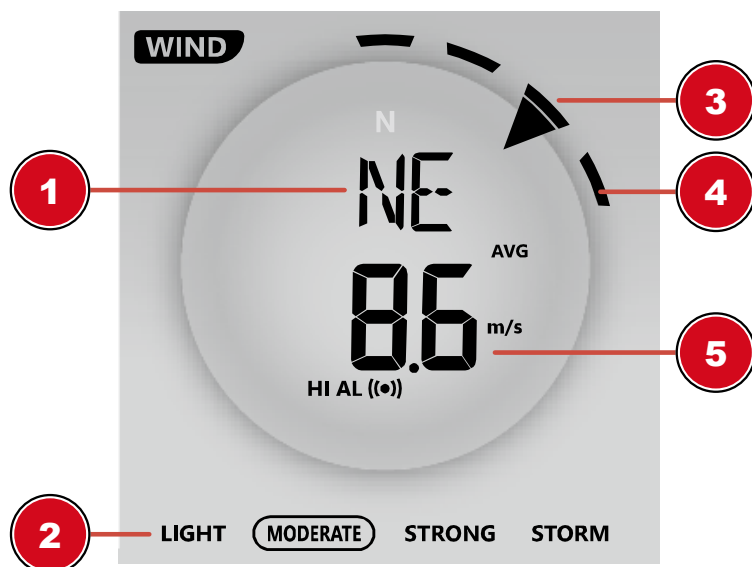 WIND
3
N
1
NE
4
AVG
8.6
m/s
5
HI AL ((•))
2
LIGHT MODERATE STRONG STORM